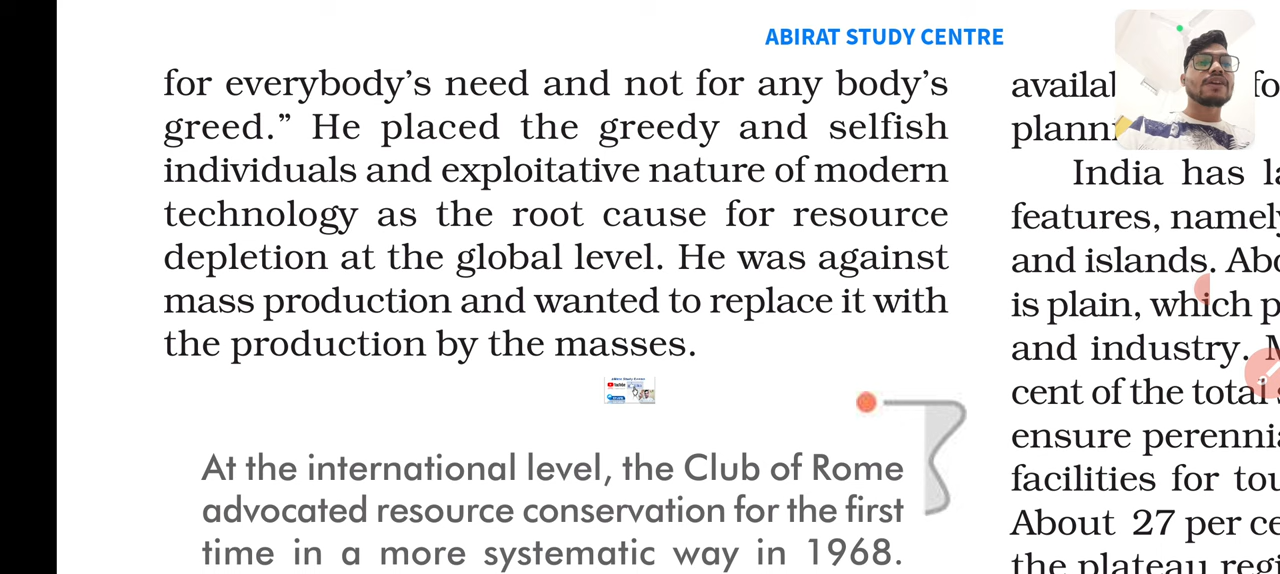 ABIRAT STUDY CENTRE
for everybody’s need and not for any body’s
greed.” He placed the greedy and selfish
individuals and exploitative nature of modern
technology as the root cause for resource
depletion at the global level. He was against
mass production and wanted to replace it with
the production by the masses.
At the international level, the Club of Rome
advocated resource conservation for the first
time in a more systematic way in 1968.
India has
features,
and islands.
is plain, which
and industry.
cent of the total
ensure
facilities for
About 27 per
the plateau